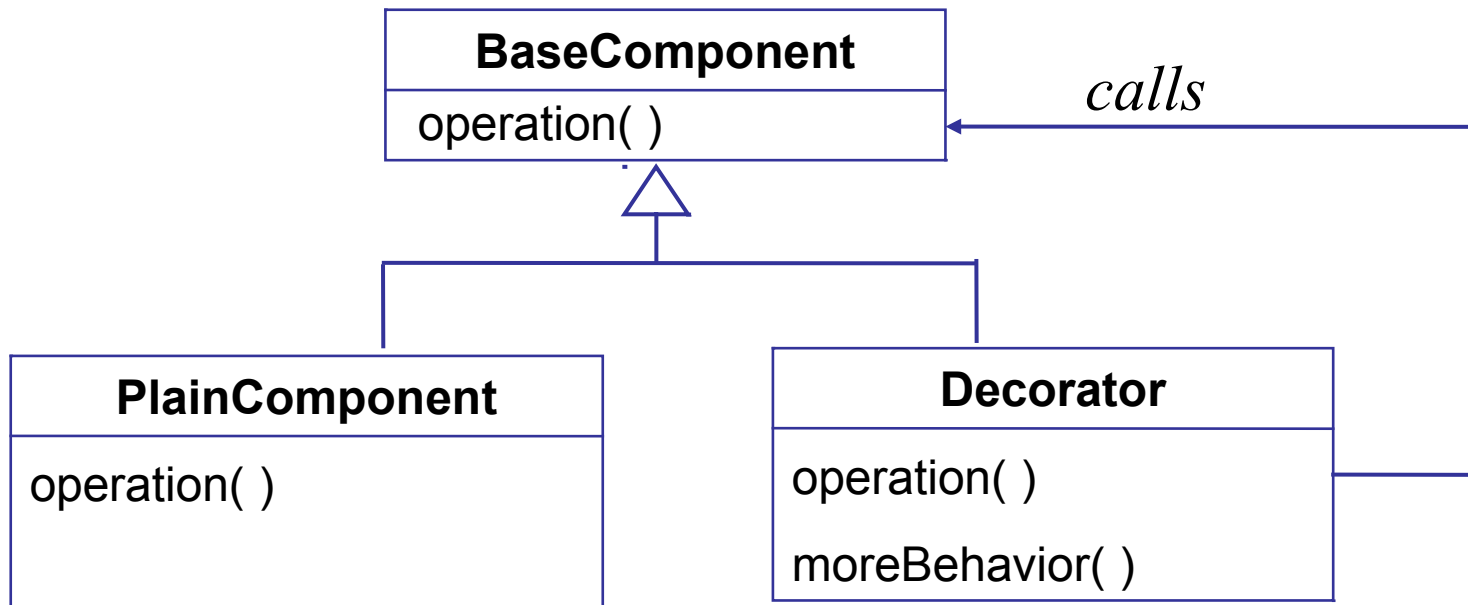 BaseComponent
operation( )
calls
PlainComponent
operation( )
Decorator
operation( )
moreBehavior( )